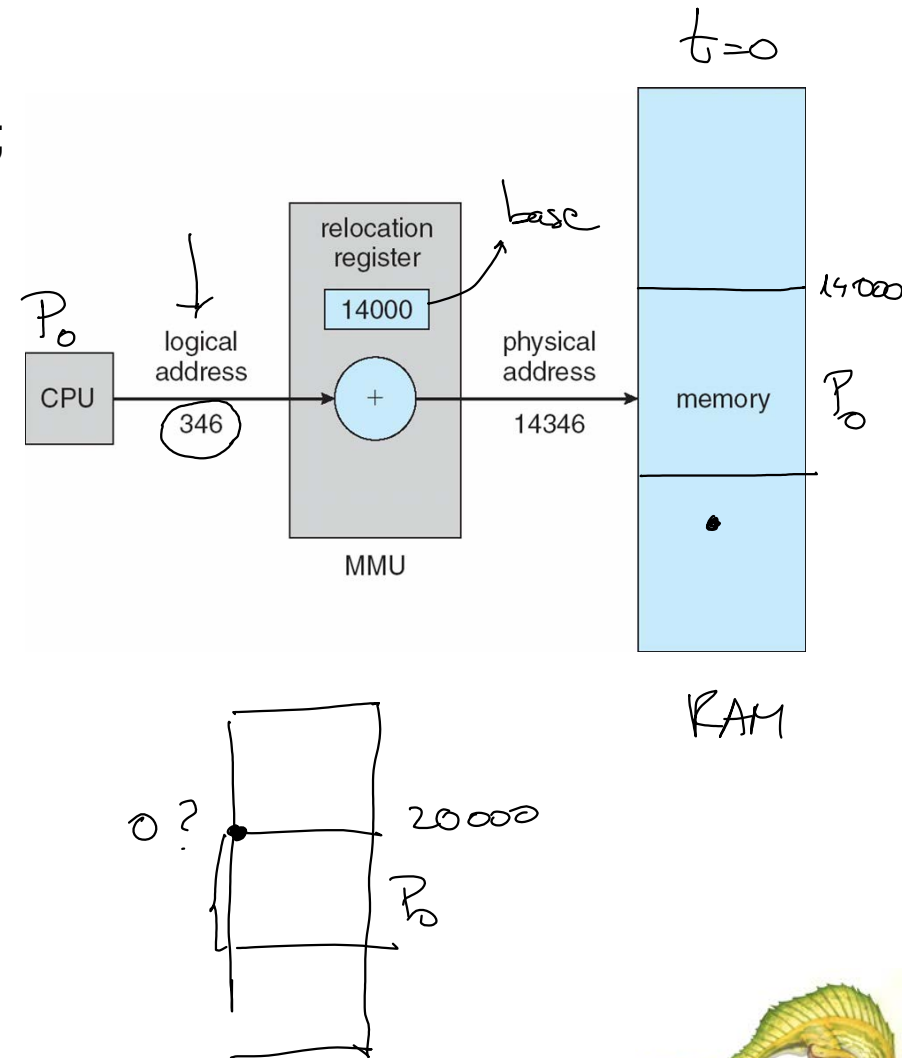 t=0
relocation
register
base
14000
14000
P0
logical
address
physical
address
CPU
346
+
14346
memory
P0
MMU
RAM
0 ?
20000
P0